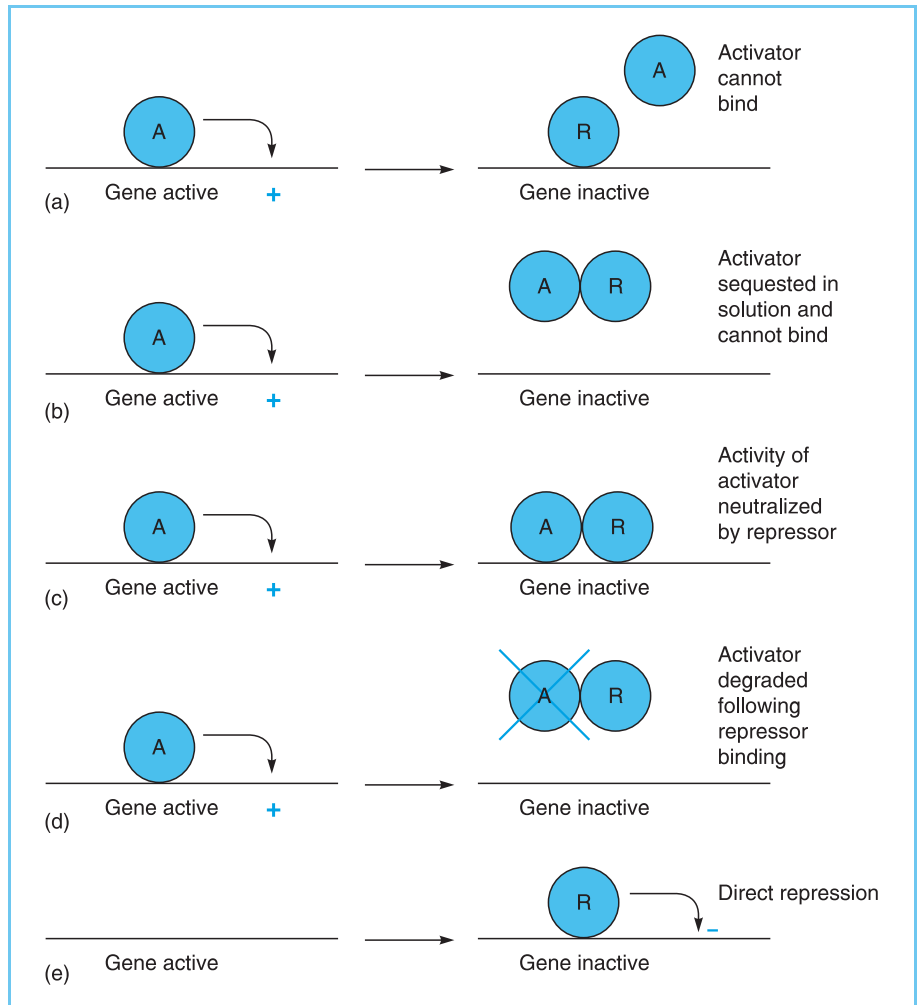 A
R
A
Activator
cannot
bind
(a)
Gene active
+
Gene inactive
A
A
R
Activator
sequested in
solution and
cannot bind
(b)
Gene active
+
Gene inactive
A
A
R
Activity of
activator
neutralized
by repressor
(c)
Gene active
+
Gene inactive
A
A
R
Activator
degraded
following
repressor
binding
(d)
Gene active
+
Gene inactive
R
Direct repression
–
(e)
Gene active
Gene inactive